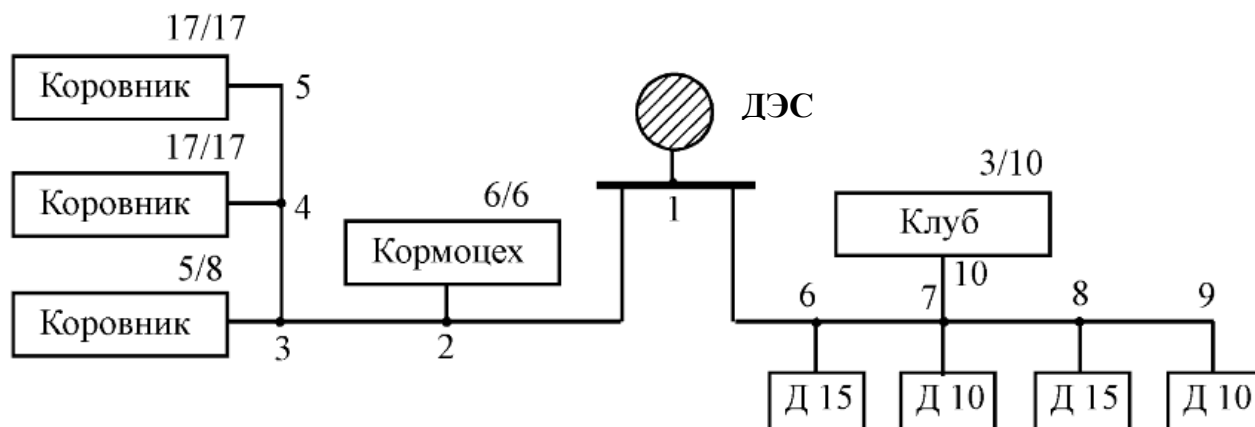 17/17
Коровник
5
17/17
Коровник
4
5/8
Коровник
3
6/6
Кормоцех
2
ДЭС
1
3/10
Клуб
10
6
7
8
9
Д 15
Д 10
Д 15
Д 10